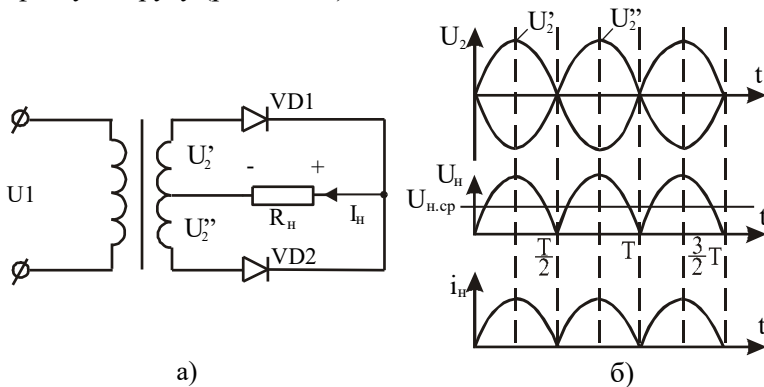 U1
U₂'
U₂"
VD1
- +
Rн
Iн
VD2
а)
U₂
U₂'
U₂"
t
Uн
Uн.ср
t
T/2
T
3/2 T
iн
t
б)